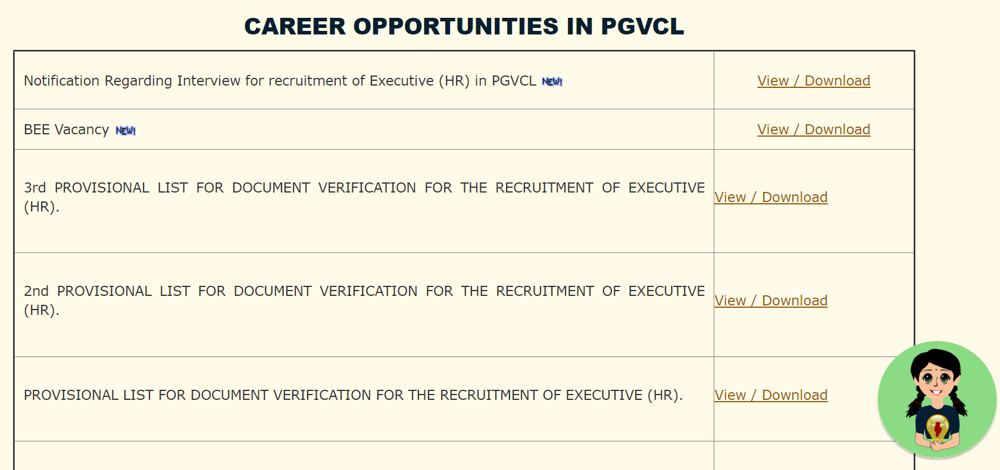 CAREER OPPORTUNITIES IN PGVCL
Notification Regarding Interview for recruitment of Executive (HR) in PGVCL NEW!
View / Download
BEE Vacancy NEW!
View / Download
3rd PROVISIONAL LIST FOR DOCUMENT VERIFICATION FOR THE RECRUITMENT OF EXECUTIVE
(HR).
View / Download
2nd PROVISIONAL LIST FOR DOCUMENT VERIFICATION FOR THE RECRUITMENT OF EXECUTIVE
(HR).
View / Download
PROVISIONAL LIST FOR DOCUMENT VERIFICATION FOR THE RECRUITMENT OF EXECUTIVE (HR).
View / Download